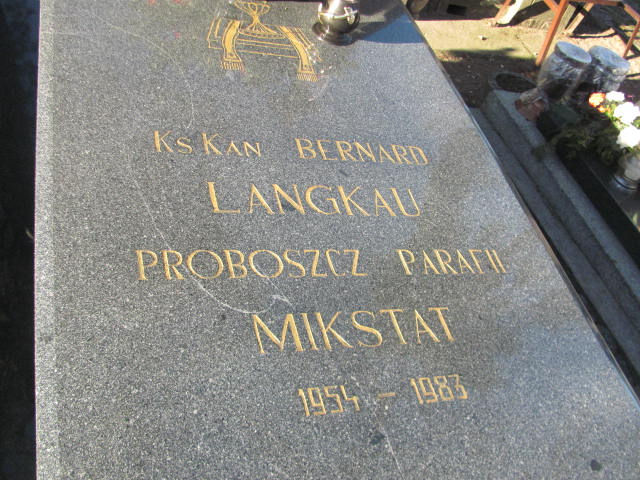 Ks Kan BERNARD
LANGKAU
PROBOSZCZ PARAFII
MIKSTAT
1954 - 1983